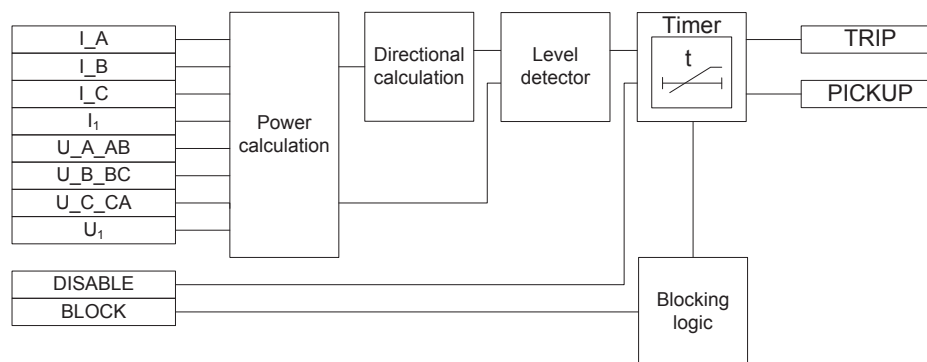 I_A
I_B
I_C
I₁
U_A_AB
U_B_BC
U_C_CA
U₁
DISABLE
BLOCK
Power
calculation
Directional
calculation
Level
detector
Timer
t
Blocking
logic
TRIP
PICKUP